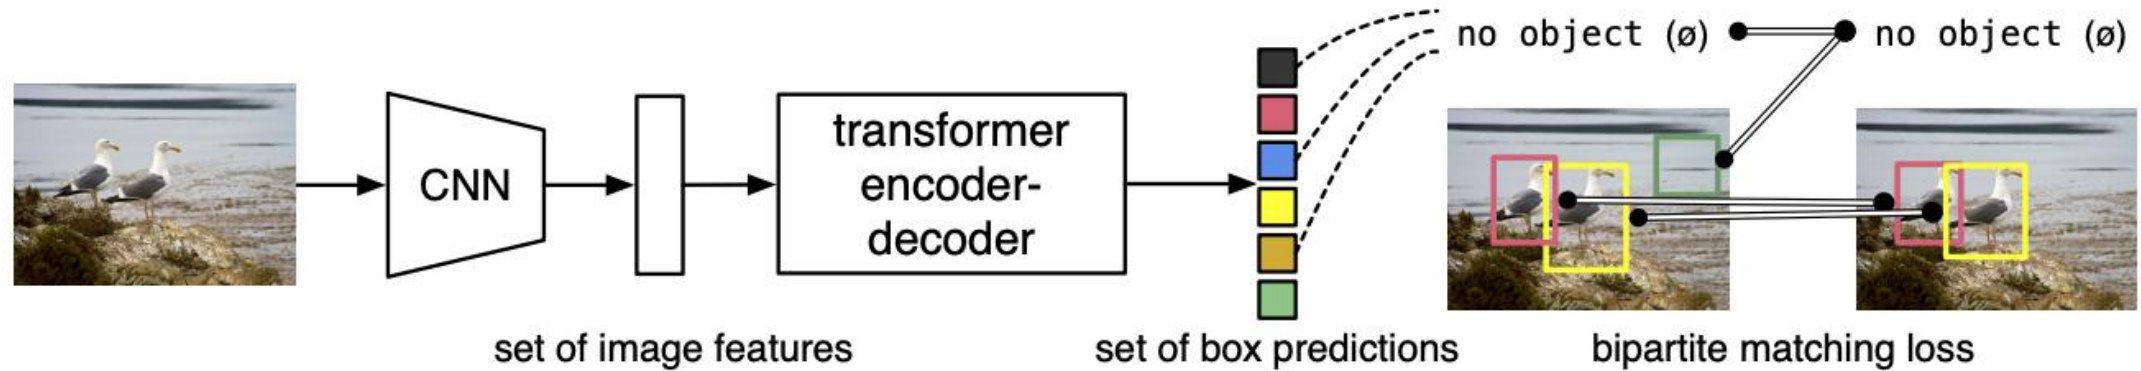 no object (ø)
no object (ø)
CNN
transformer
encoder-
decoder
set of image features
set of box predictions
bipartite matching loss